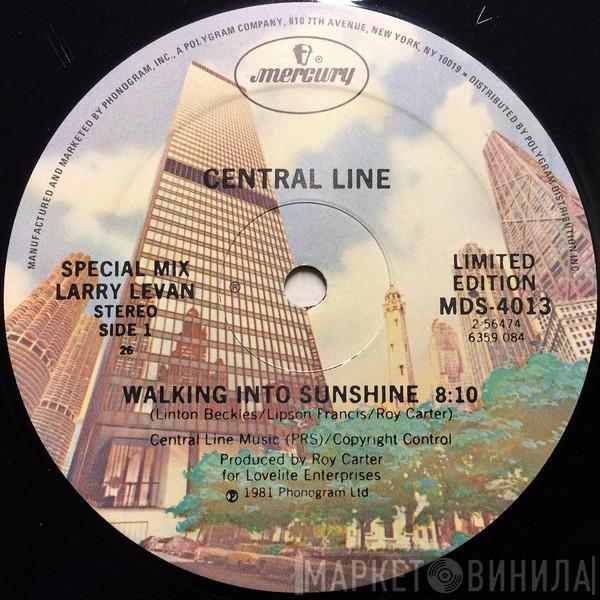 MANUFACTURED AND MARKETED BY PHONOGRAM, INC., A POLYGRAM COMPANY, 810 7TH AVENUE, NEW YORK, NY 10019 • DISTRIBUTED BY POLYGRAM DISTRIBUTION, INC.
mercury
CENTRAL LINE
SPECIAL MIX
LARRY LEVAN
STEREO
SIDE 1
26
®
LIMITED
EDITION
MDS-4013
2-56474
6359 084
WALKING INTO SUNSHINE 8:10
(Linton Beckles/Lipson Francis/Roy Carter)
Central Line Music (PRS)/Copyright Control
Produced by Roy Carter
for Lovelite Enterprises
℗ 1981 Phonogram Ltd.
МАРКЕТ ВИНИЛА